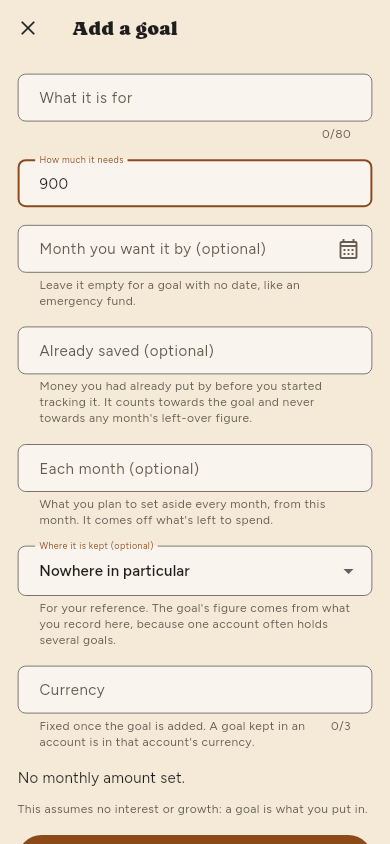 Add a goal
What it is for
0/80
How much it needs
900
Month you want it by (optional)
Leave it empty for a goal with no date, like an
emergency fund.
Already saved (optional)
Money you had already put by before you started
tracking it. It counts towards the goal and never
towards any month's left-over figure.
Each month (optional)
What you plan to set aside every month, from this
month. It comes off what's left to spend.
Where it is kept (optional)
Nowhere in particular
For your reference. The goal's figure comes from what
you record here, because one account often holds
several goals.
Currency
Fixed once the goal is added. A goal kept in an 0/3
account is in that account's currency.
No monthly amount set.
This assumes no interest or growth: a goal is what you put in.